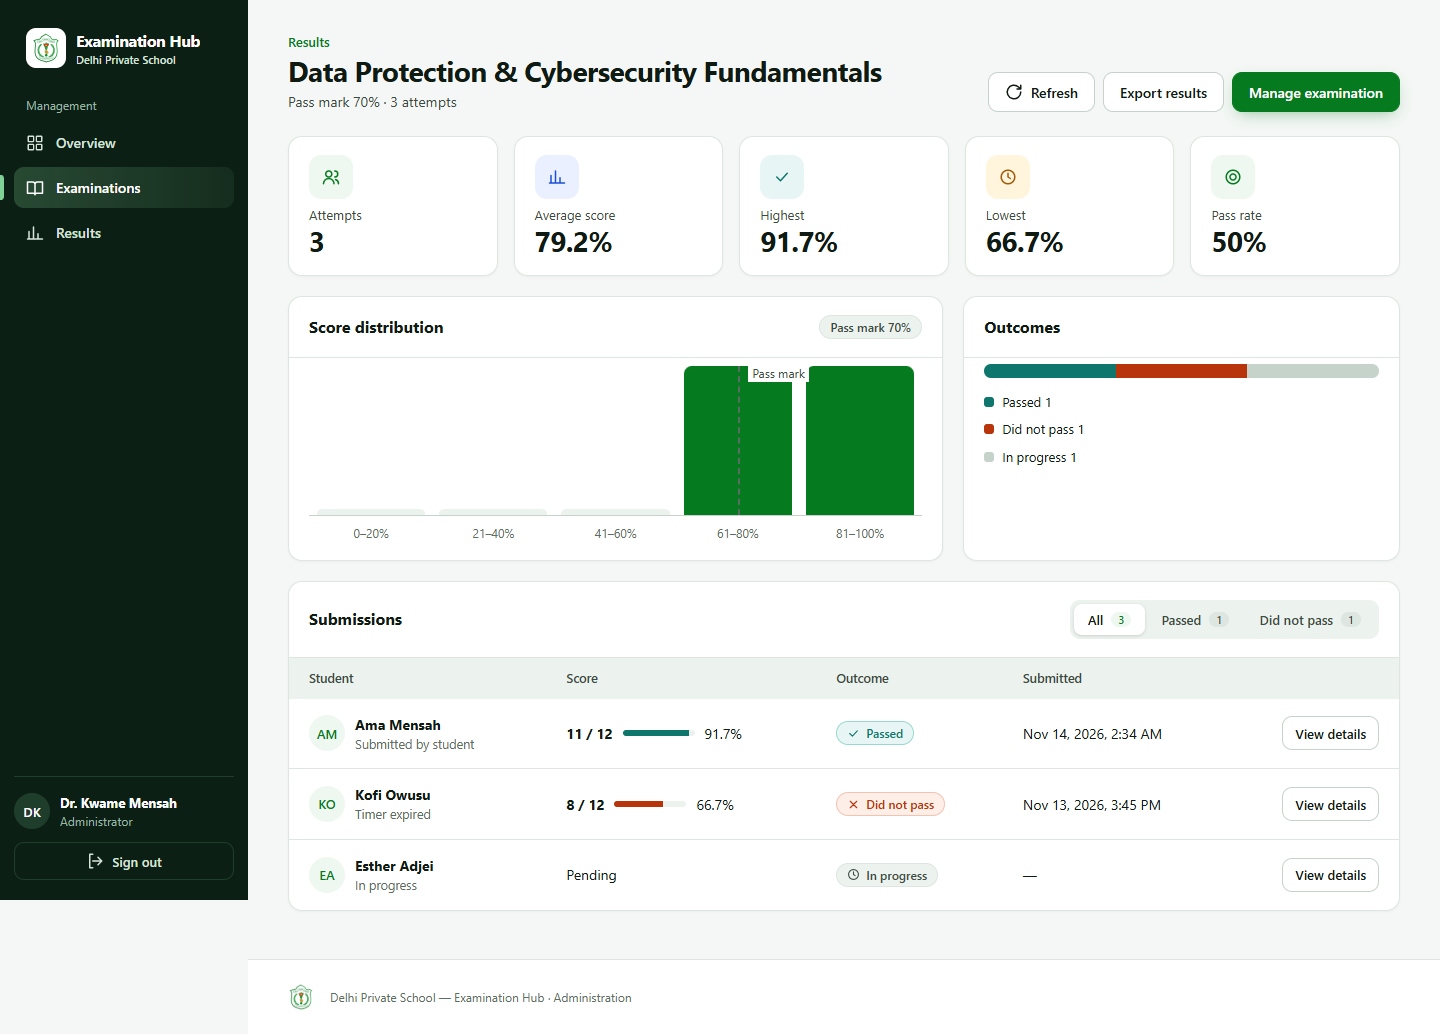 Examination Hub
Delhi Private School
Management
Overview
Examinations
Results
DK
Dr. Kwame Mensah
Administrator
Sign out
Results
Data Protection & Cybersecurity Fundamentals
Pass mark 70% · 3 attempts
Refresh
Export results
Manage examination
Attempts
3
Average score
79.2%
Highest
91.7%
Lowest
66.7%
Pass rate
50%
Score distribution
Pass mark 70%
Pass mark
0–20%
21–40%
41–60%
61–80%
81–100%
Outcomes
Passed 1
Did not pass 1
In progress 1
Submissions
All 3
Passed 1
Did not pass 1
Student Score Outcome Submitted
AM
Ama Mensah
Submitted by student
11 / 12 91.7%
Passed
Nov 14, 2026, 2:34 AM
View details
KO
Kofi Owusu
Timer expired
8 / 12 66.7%
Did not pass
Nov 13, 2026, 3:45 PM
View details
EA
Esther Adjei
In progress
Pending
In progress
—
View details
Delhi Private School — Examination Hub · Administration